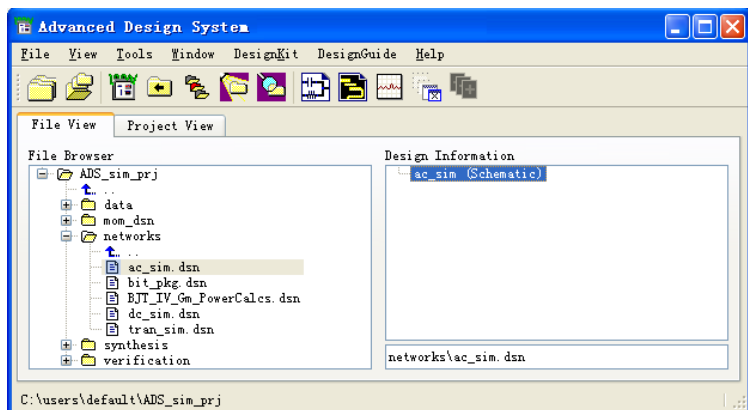 Advanced Design System
File View Tools Window DesignKit DesignGuide Help
File View Project View
File Browser
ADS_sim_prj
..
data
mom_dsn
networks
..
ac_sim.dsn
bit_pkg.dsn
BJT_IV_Gm_PowerCalcs.dsn
dc_sim.dsn
tran_sim.dsn
synthesis
verification
Design Information
ac_sim (Schematic)
networks\ac_sim.dsn
C:\users\default\ADS_sim_prj